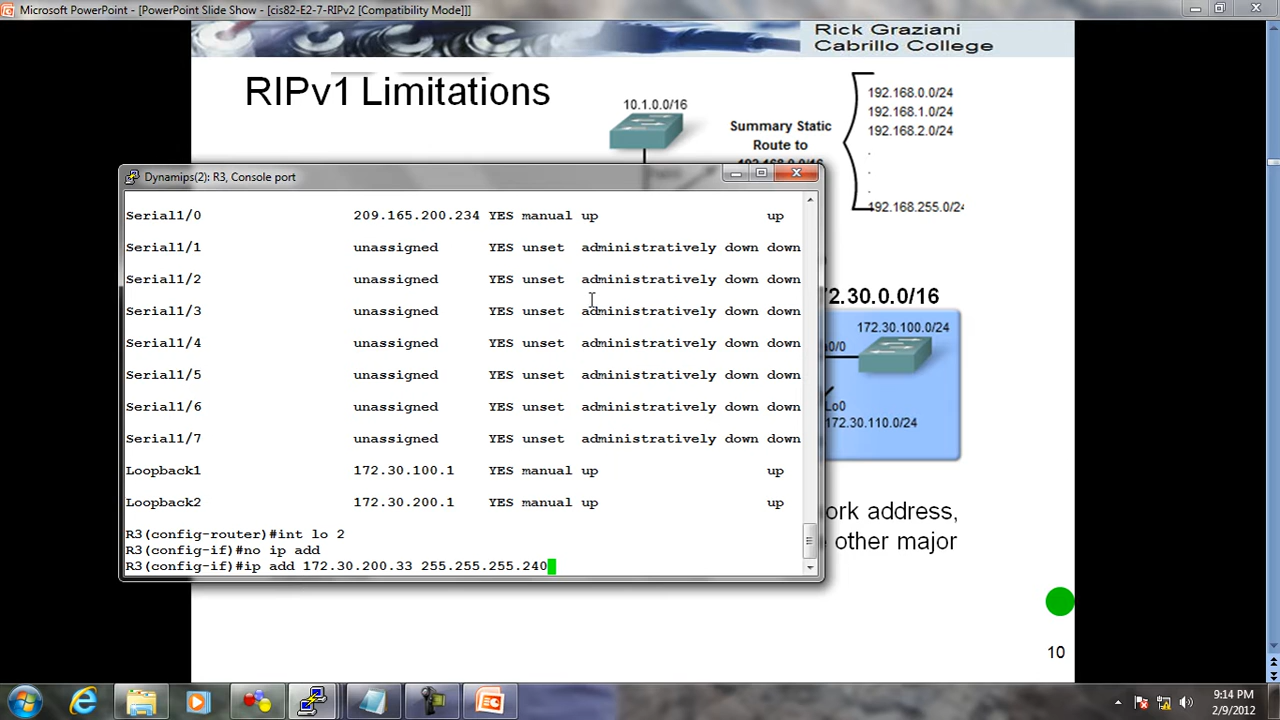 Microsoft PowerPoint - [PowerPoint Slide Show - [cis82-E2-7-RIPv2 [Compatibility Mode]]]
Rick Graziani
Cabrillo College
RIPv1 Limitations
10.1.0.0/16
Summary Static
Route to
192.168.0.0/24
192.168.1.0/24
192.168.2.0/24
.
.
.
192.168.255.0/24
Dynamips(2): R3, Console port
Serial1/0 209.165.200.234 YES manual up up
Serial1/1 unassigned YES unset administratively down down
Serial1/2 unassigned YES unset administratively down down
Serial1/3 unassigned YES unset administratively down down
Serial1/4 unassigned YES unset administratively down down
Serial1/5 unassigned YES unset administratively down down
Serial1/6 unassigned YES unset administratively down down
Serial1/7 unassigned YES unset administratively down down
Loopback1 172.30.100.1 YES manual up up
Loopback2 172.30.200.1 YES manual up up
R3(config-router)#int lo 2
R3(config-if)#no ip add
R3(config-if)#ip add 172.30.200.33 255.255.255.240
72.30.0.0/16
172.30.100.0/24
0/0
Lo0
172.30.110.0/24
ork address,
other major
10
9:14 PM
2/9/2012